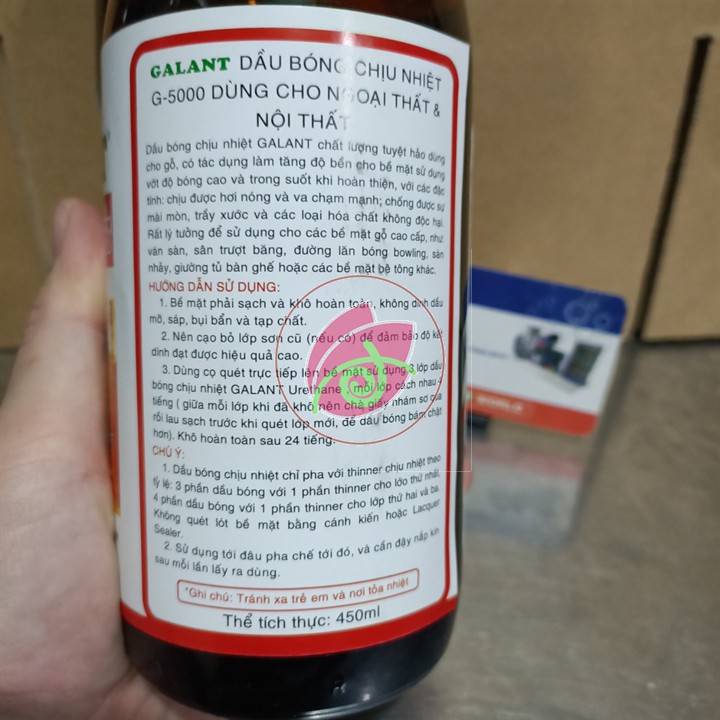 GALANT DẦU BÓNG CHỊU NHIỆT
G-5000 DÙNG CHO NGOẠI THẤT &
NỘI THẤT
Dầu bóng chịu nhiệt GALANT chất lượng tuyệt hảo dùng
cho gỗ, có tác dụng làm tăng độ bền cho bề mặt sử dụng
với độ bóng cao và trong suốt khi hoàn thiện, với các đặc
tính: chịu được hơi nóng và va chạm mạnh; chống được sự
mài mòn, trầy xước và các loại hóa chất không độc hại.
Rất lý tưởng để sử dụng cho các bề mặt gỗ cao cấp, như:
ván sàn, sân trượt băng, đường lăn bóng bowling, sàn
nhảy, giường tủ bàn ghế hoặc các bề mặt bê tông khác.
HƯỚNG DẪN SỬ DỤNG:
1. Bề mặt phải sạch và khô hoàn toàn, không dính dầu
mỡ, sáp, bụi bẩn và tạp chất.
2. Nên cạo bỏ lớp sơn cũ (nếu có) để đảm bảo độ kết
dính đạt được hiệu quả cao.
3. Dùng cọ quét trực tiếp lên bề mặt sử dụng 3 lớp dầu
bóng chịu nhiệt GALANT Urethane , mỗi lớp cách nhau 4
tiếng ( giữa mỗi lớp khi đã khô nên chà giấy nhám sơ của
rồi lau sạch trước khi quét lớp mới, để dầu bóng bám chặt
hơn). Khô hoàn toàn sau 24 tiếng.
CHÚ Ý:
1. Dầu bóng chịu nhiệt chỉ pha với thinner chịu nhiệt theo
tỷ lệ: 3 phần dầu bóng với 1 phần thinner cho lớp thứ nhất,
4 phần dầu bóng với 1 phần thinner cho lớp thứ hai và ba.
Không quét lót bề mặt bằng cánh kiến hoặc Lacquer
Sealer.
2. Sử dụng tới đâu pha chế tới đó, và cần đậy nắp kín
sau mỗi lần lấy ra dùng.
*Ghi chú: Tránh xa trẻ em và nơi tỏa nhiệt
Thể tích thực: 450ml
WORLD